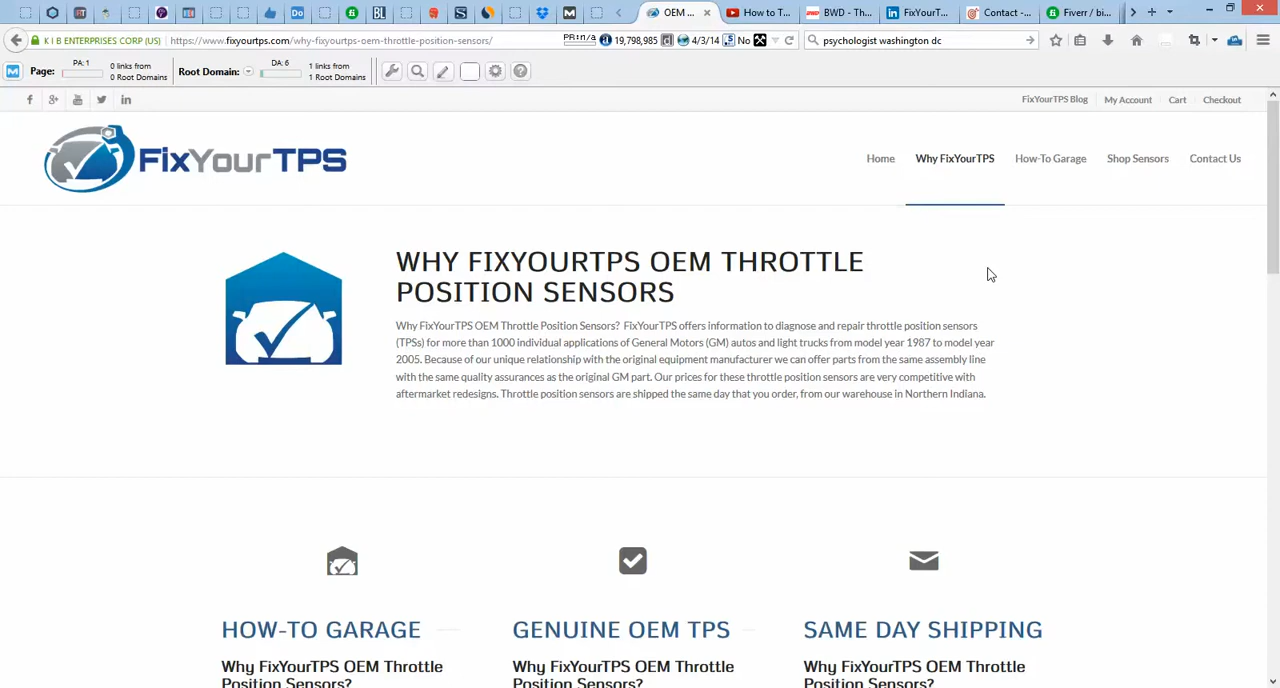 OEM ...
How to T...
BWD - Th...
FixYourT...
Contact -...
Fiverr / bi...
K I B ENTERPRISES CORP (US)
https://www.fixyourtps.com/why-fixyourtps-oem-throttle-position-sensors/
19,798,985
4/3/14
No
psychologist washington dc
Page:
PA: 1
0 links from
0 Root Domains
Root Domain:
DA: 6
1 links from
1 Root Domains
FixYourTPS Blog
My Account
Cart
Checkout
FixYourTPS
Home
Why FixYourTPS
How-To Garage
Shop Sensors
Contact Us
WHY FIXYOURTPS OEM THROTTLE
POSITION SENSORS
Why FixYourTPS OEM Throttle Position Sensors? FixYourTPS offers information to diagnose and repair throttle position sensors
(TPSs) for more than 1000 individual applications of General Motors (GM) autos and light trucks from model year 1987 to model year
2005. Because of our unique relationship with the original equipment manufacturer we can offer parts from the same assembly line
with the same quality assurances as the original GM part. Our prices for these throttle position sensors are very competitive with
aftermarket redesigns. Throttle position sensors are shipped the same day that you order, from our warehouse in Northern Indiana.
HOW-TO GARAGE
GENUINE OEM TPS
SAME DAY SHIPPING
Why FixYourTPS OEM Throttle
Position Sensors?
Why FixYourTPS OEM Throttle
Position Sensors?
Why FixYourTPS OEM Throttle
Position Sensors?